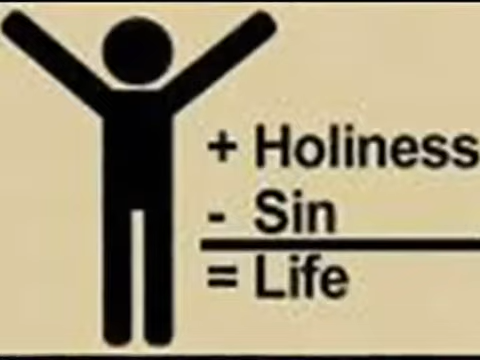 + Holiness
- Sin
= Life